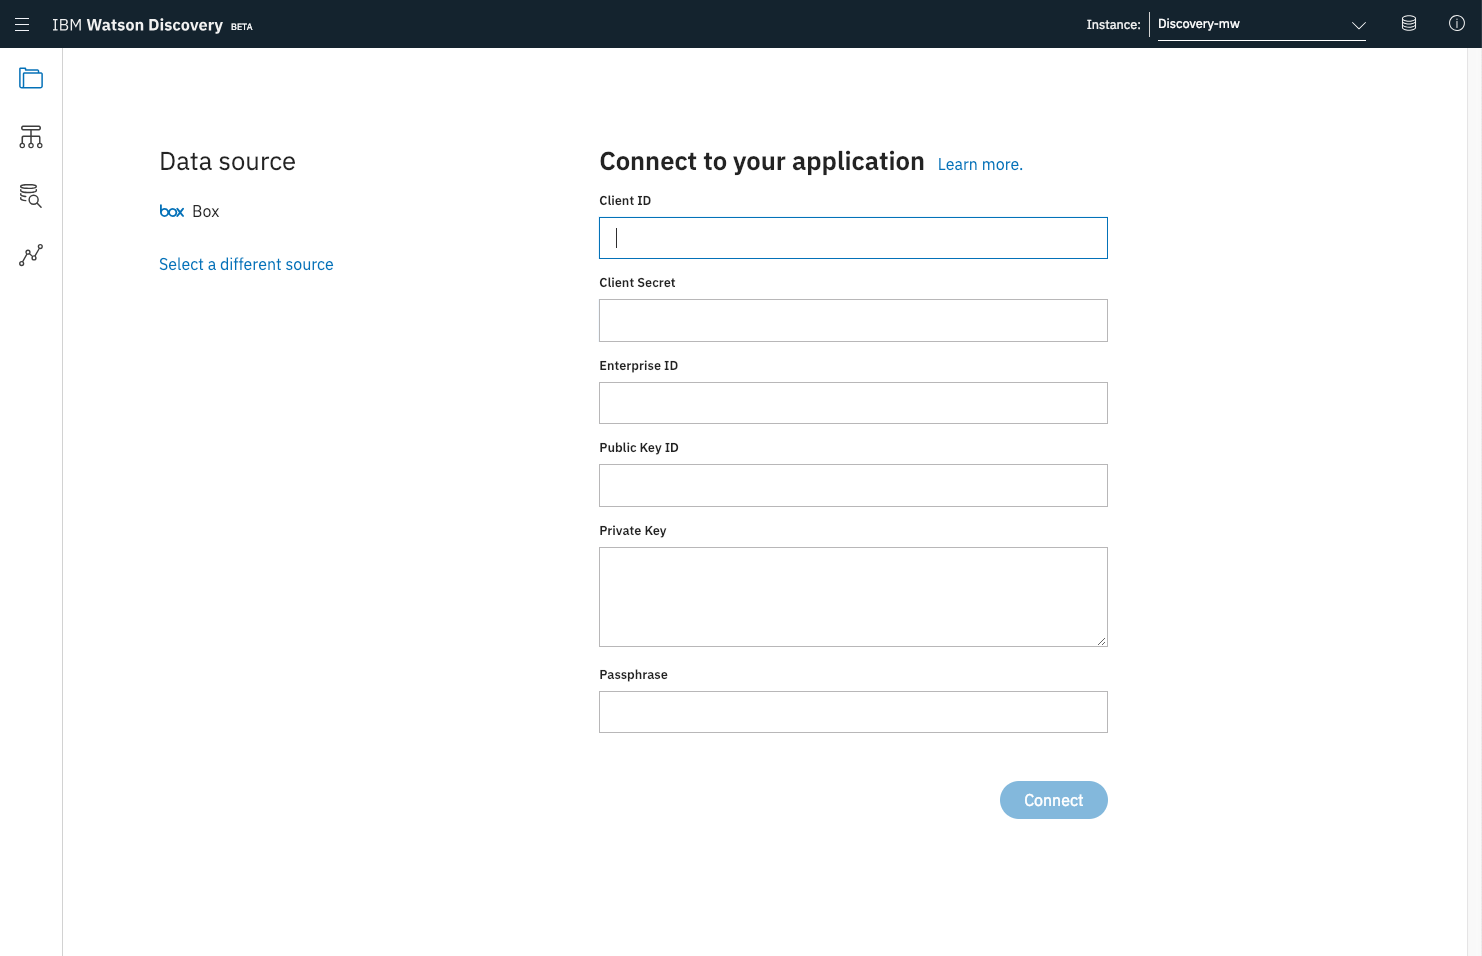 IBM Watson Discovery BETA
Instance: Discovery-mw
Data source
box Box
Select a different source
Connect to your application Learn more.
Client ID
Client Secret
Enterprise ID
Public Key ID
Private Key
Passphrase
Connect